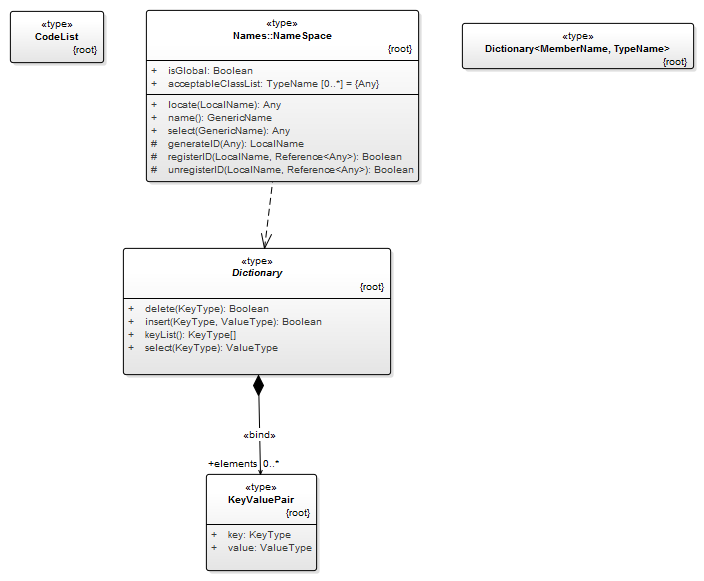 «type»
CodeList
{root}
«type»
Names::NameSpace
{root}
+ isGlobal: Boolean
+ acceptableClassList: TypeName [0..*] = {Any}
+ locate(LocalName): Any
+ name(): GenericName
+ select(GenericName): Any
# generateID(Any): LocalName
# registerID(LocalName, Reference<Any>): Boolean
# unregisterID(LocalName, Reference<Any>): Boolean
«type»
Dictionary<MemberName, TypeName>
{root}
«type»
Dictionary
{root}
+ delete(KeyType): Boolean
+ insert(KeyType, ValueType): Boolean
+ keyList(): KeyType[]
+ select(KeyType): ValueType
«bind»
+elements 0..*
«type»
KeyValuePair
{root}
+ key: KeyType
+ value: ValueType